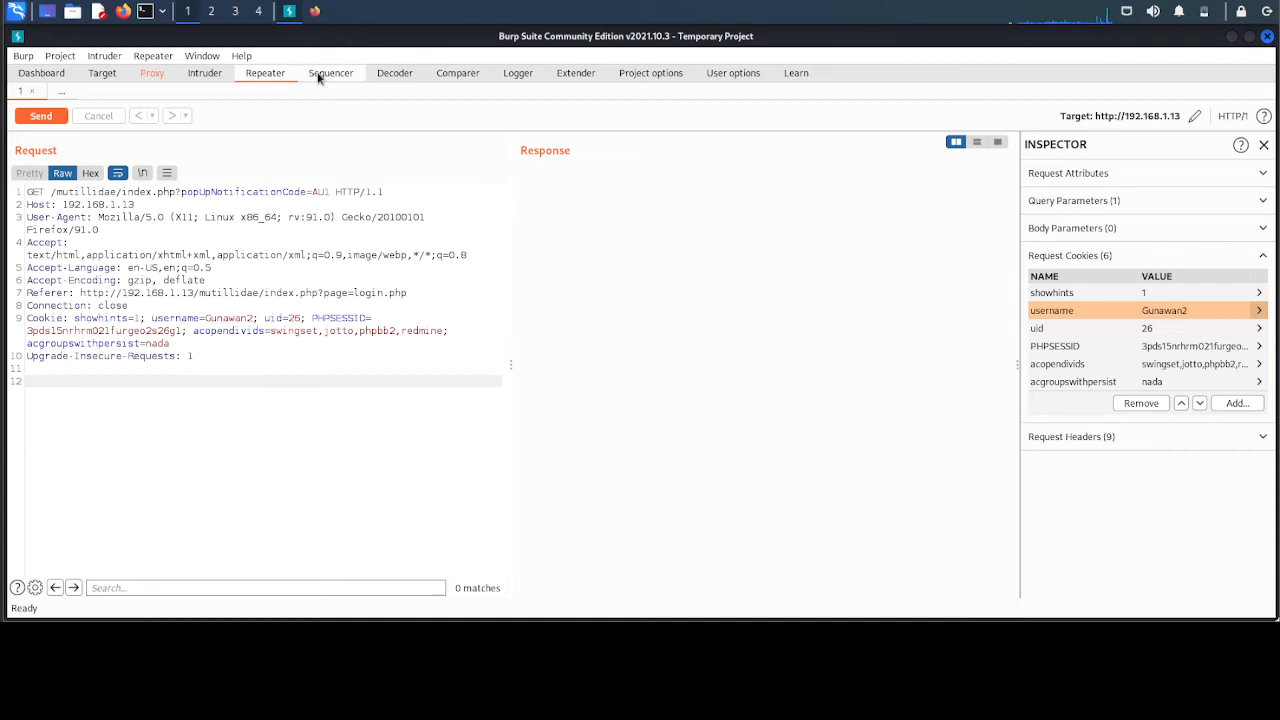 1 2 3 4
Burp Suite Community Edition v2021.10.3 - Temporary Project
Burp Project Intruder Repeater Window Help
Dashboard Target Proxy Intruder Repeater Sequencer Decoder Comparer Logger Extender Project options User options Learn
1 × ...
Send Cancel < > Target: http://192.168.1.13 HTTP/1 ?
Request
Response
INSPECTOR ? ×
Pretty Raw Hex \n
Request Attributes
Query Parameters (1)
Body Parameters (0)
Request Cookies (6)
NAME VALUE
showhints 1
username Gunawan2
uid 26
PHPSESSID 3pds15nrhrm021furgeo...
acopendivids swingset,jotto,phpbb2,r...
acgroupswithpersist nada
Remove Add...
Request Headers (9)
1 GET /mutillidae/index.php?popUpNotificationCode=AU1 HTTP/1.1
2 Host: 192.168.1.13
3 User-Agent: Mozilla/5.0 (X11; Linux x86_64; rv:91.0) Gecko/20100101
Firefox/91.0
4 Accept:
text/html,application/xhtml+xml,application/xml;q=0.9,image/webp,*/*;q=0.8
5 Accept-Language: en-US,en;q=0.5
6 Accept-Encoding: gzip, deflate
7 Referer: http://192.168.1.13/mutillidae/index.php?page=login.php
8 Connection: close
9 Cookie: showhints=1; username=Gunawan2; uid=26; PHPSESSID=
3pds15nrhrm021furgeo2s26g1; acopendivids=swingset,jotto,phpbb2,redmine;
acgroupswithpersist=nada
10 Upgrade-Insecure-Requests: 1
11
12
? Search... 0 matches
Ready